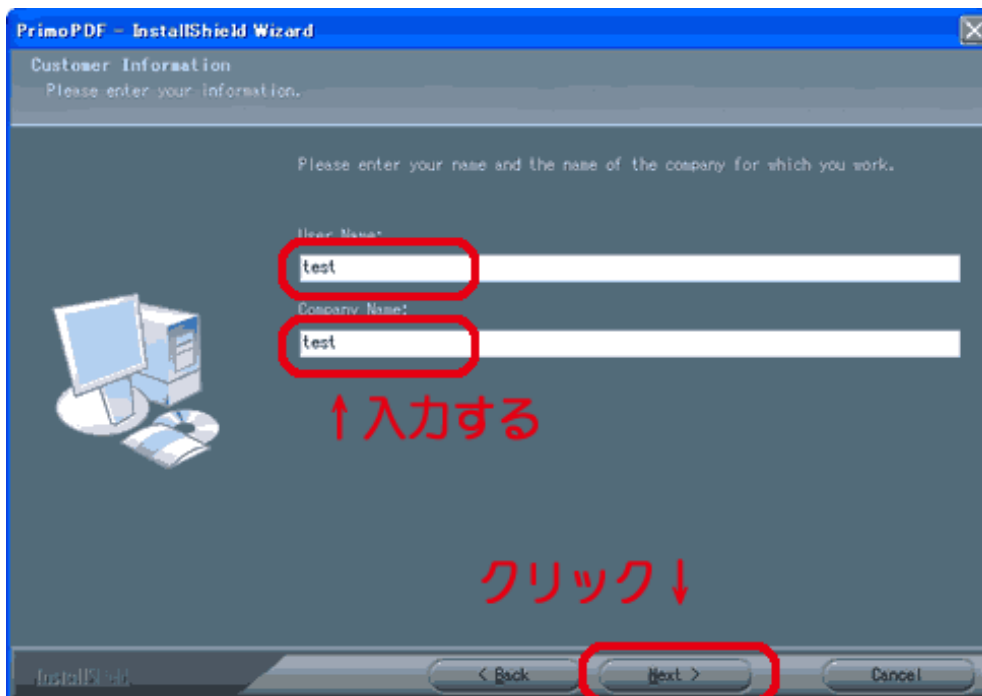 PrimoPDF - InstallShield Wizard
Customer Information
Please enter your information.
Please enter your name and the name of the company for which you work.
User Name:
test
Company Name:
test
↑入力する
クリック↓
InstallShield
< Back
Next >
Cancel